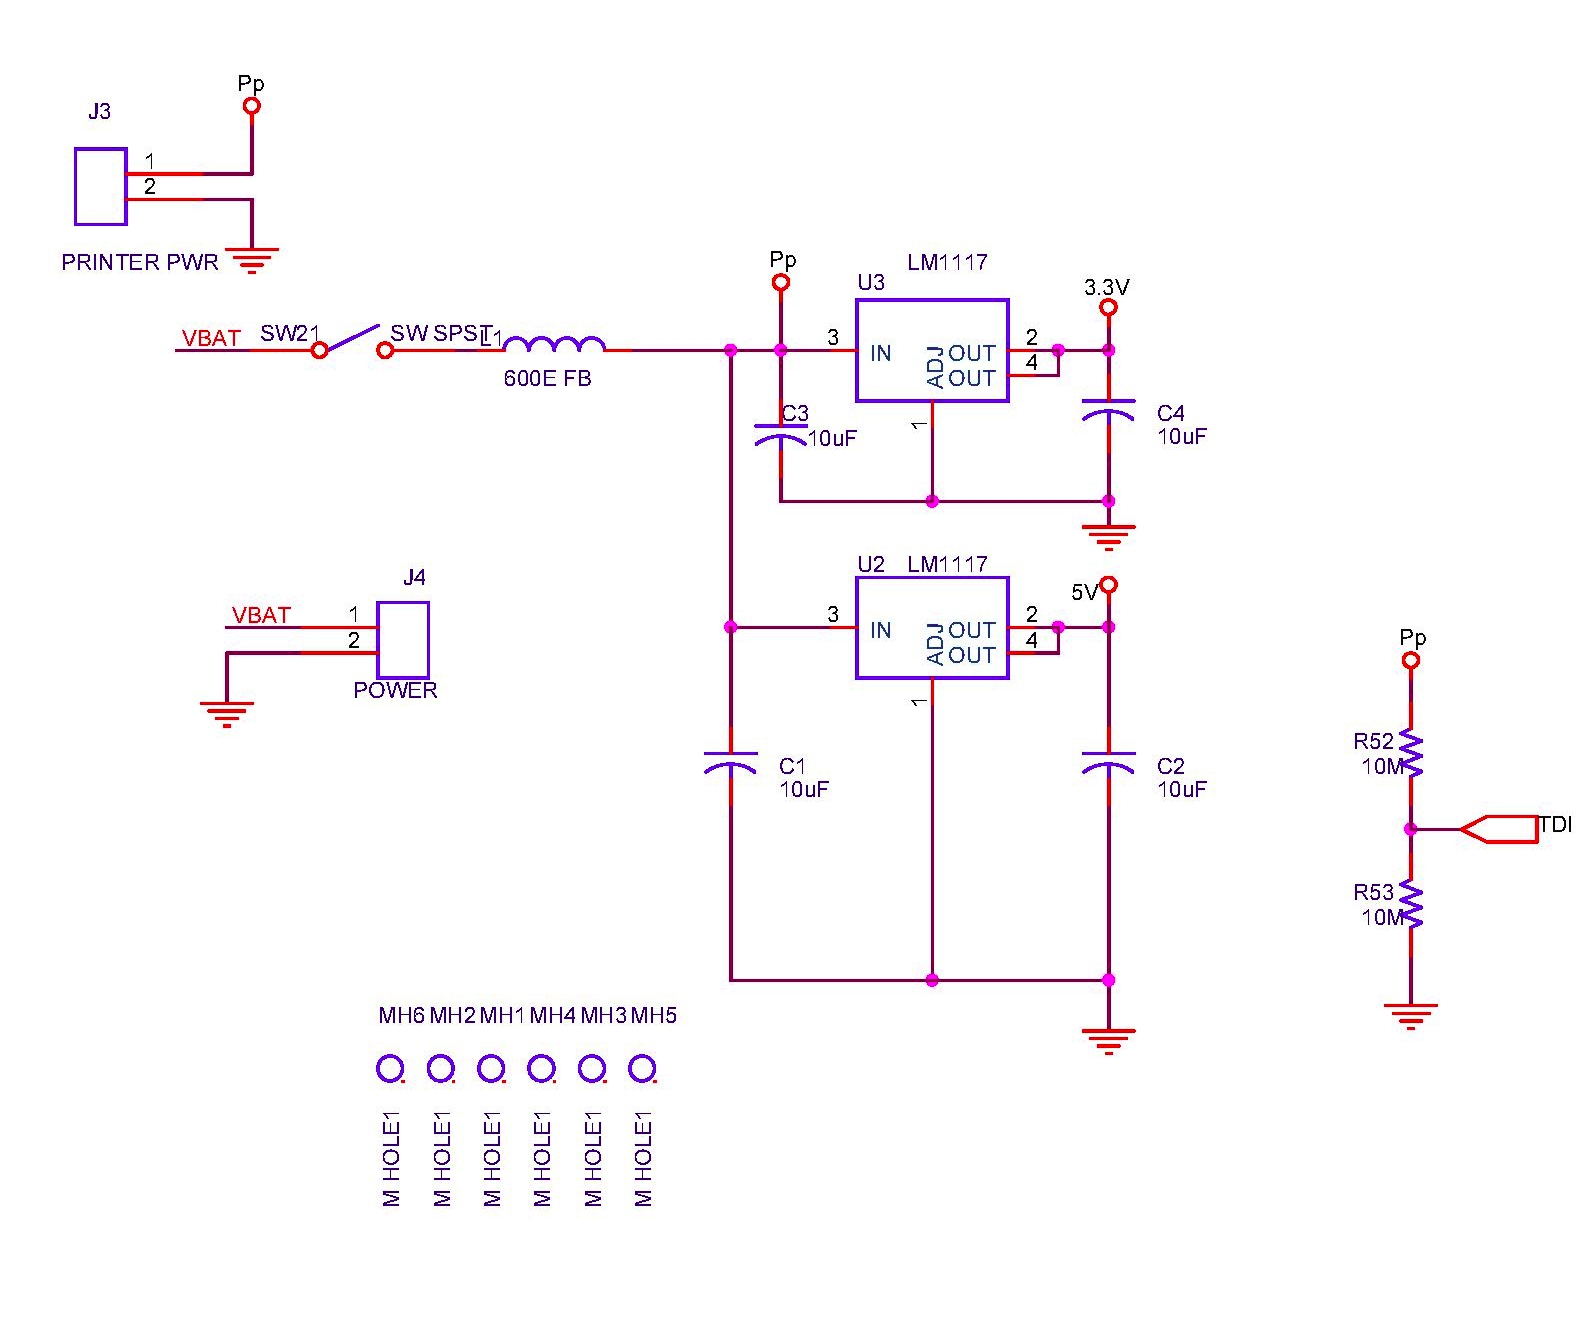 Pp
J3
1
2
PRINTER PWR
Pp
LM1117
U3
3.3V
VBAT
SW21
SW SPST
L1
600E FB
3
IN
ADJ
OUT
OUT
2
4
1
C3
10uF
C4
10uF
U2
LM1117
5V
3
IN
ADJ
OUT
OUT
2
4
1
J4
VBAT
1
2
POWER
C1
10uF
C2
10uF
Pp
R52
10M
TDI
R53
10M
MH6 MH2 MH1 MH4 MH3 MH5
M HOLE1
M HOLE1
M HOLE1
M HOLE1
M HOLE1
M HOLE1